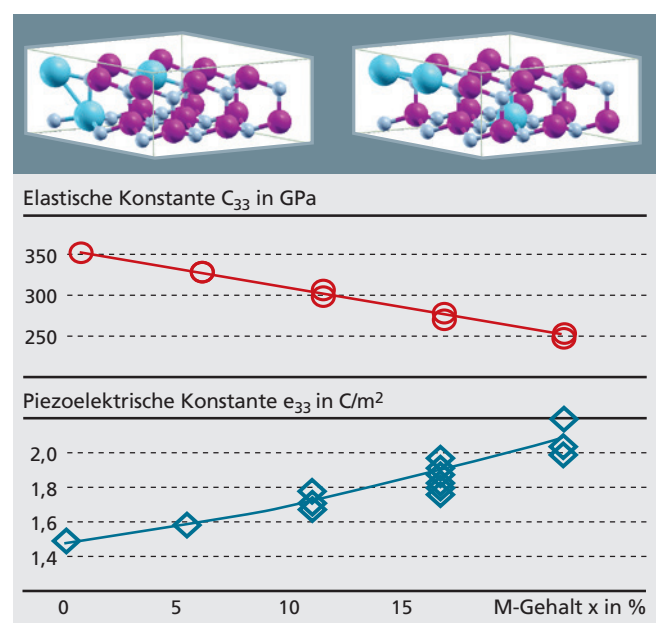 Elastische Konstante C₃₃ in GPa
350
300
250
Piezoelektrische Konstante e₃₃ in C/m²
2,0
1,8
1,6
1,4
0 5 10 15 M-Gehalt x in %